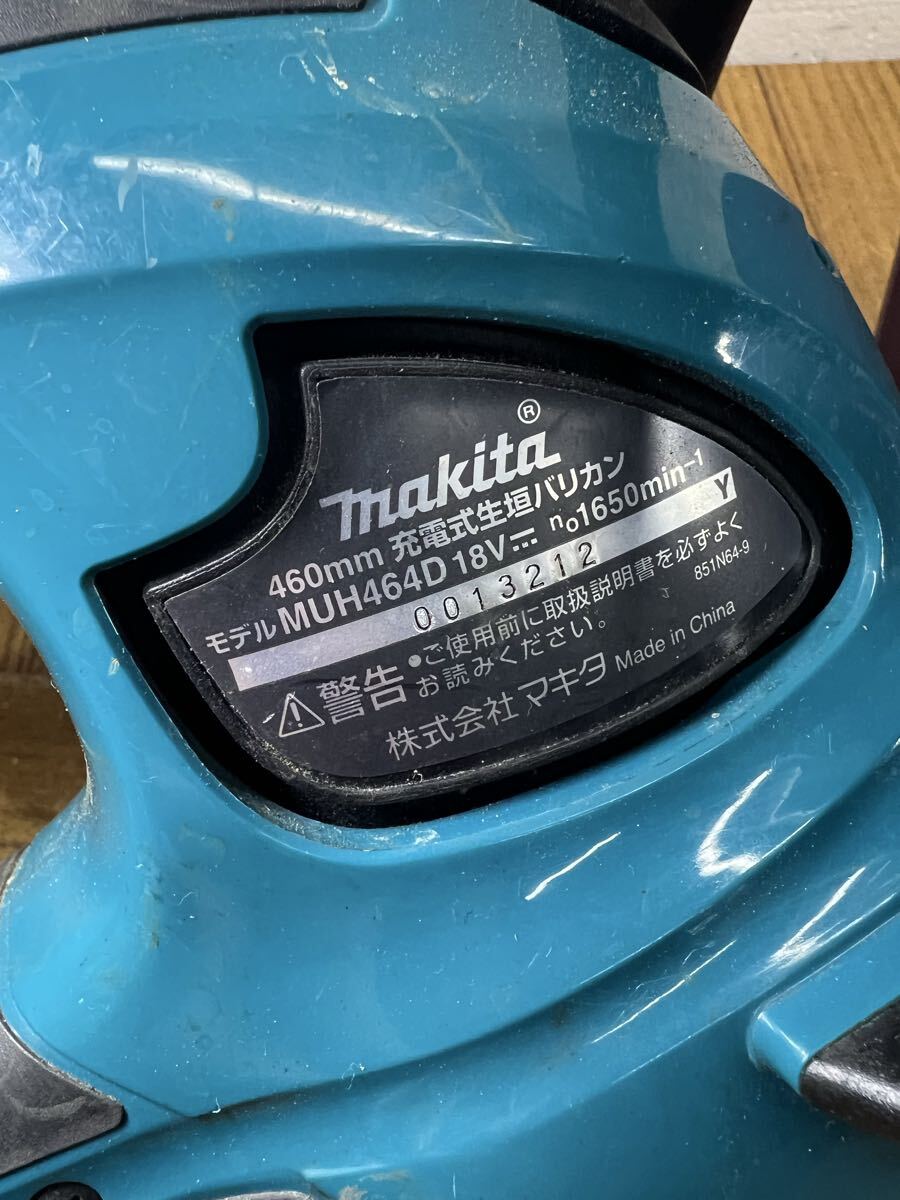 makita®
460mm 充電式生垣バリカン
モデル MUH464D 18V⎓ n₀1650min⁻¹
0013212 Y
警告 • ご使用前に取扱説明書を必ずよく
お読みください。
J 851N64-9
株式会社 マキタ Made in China